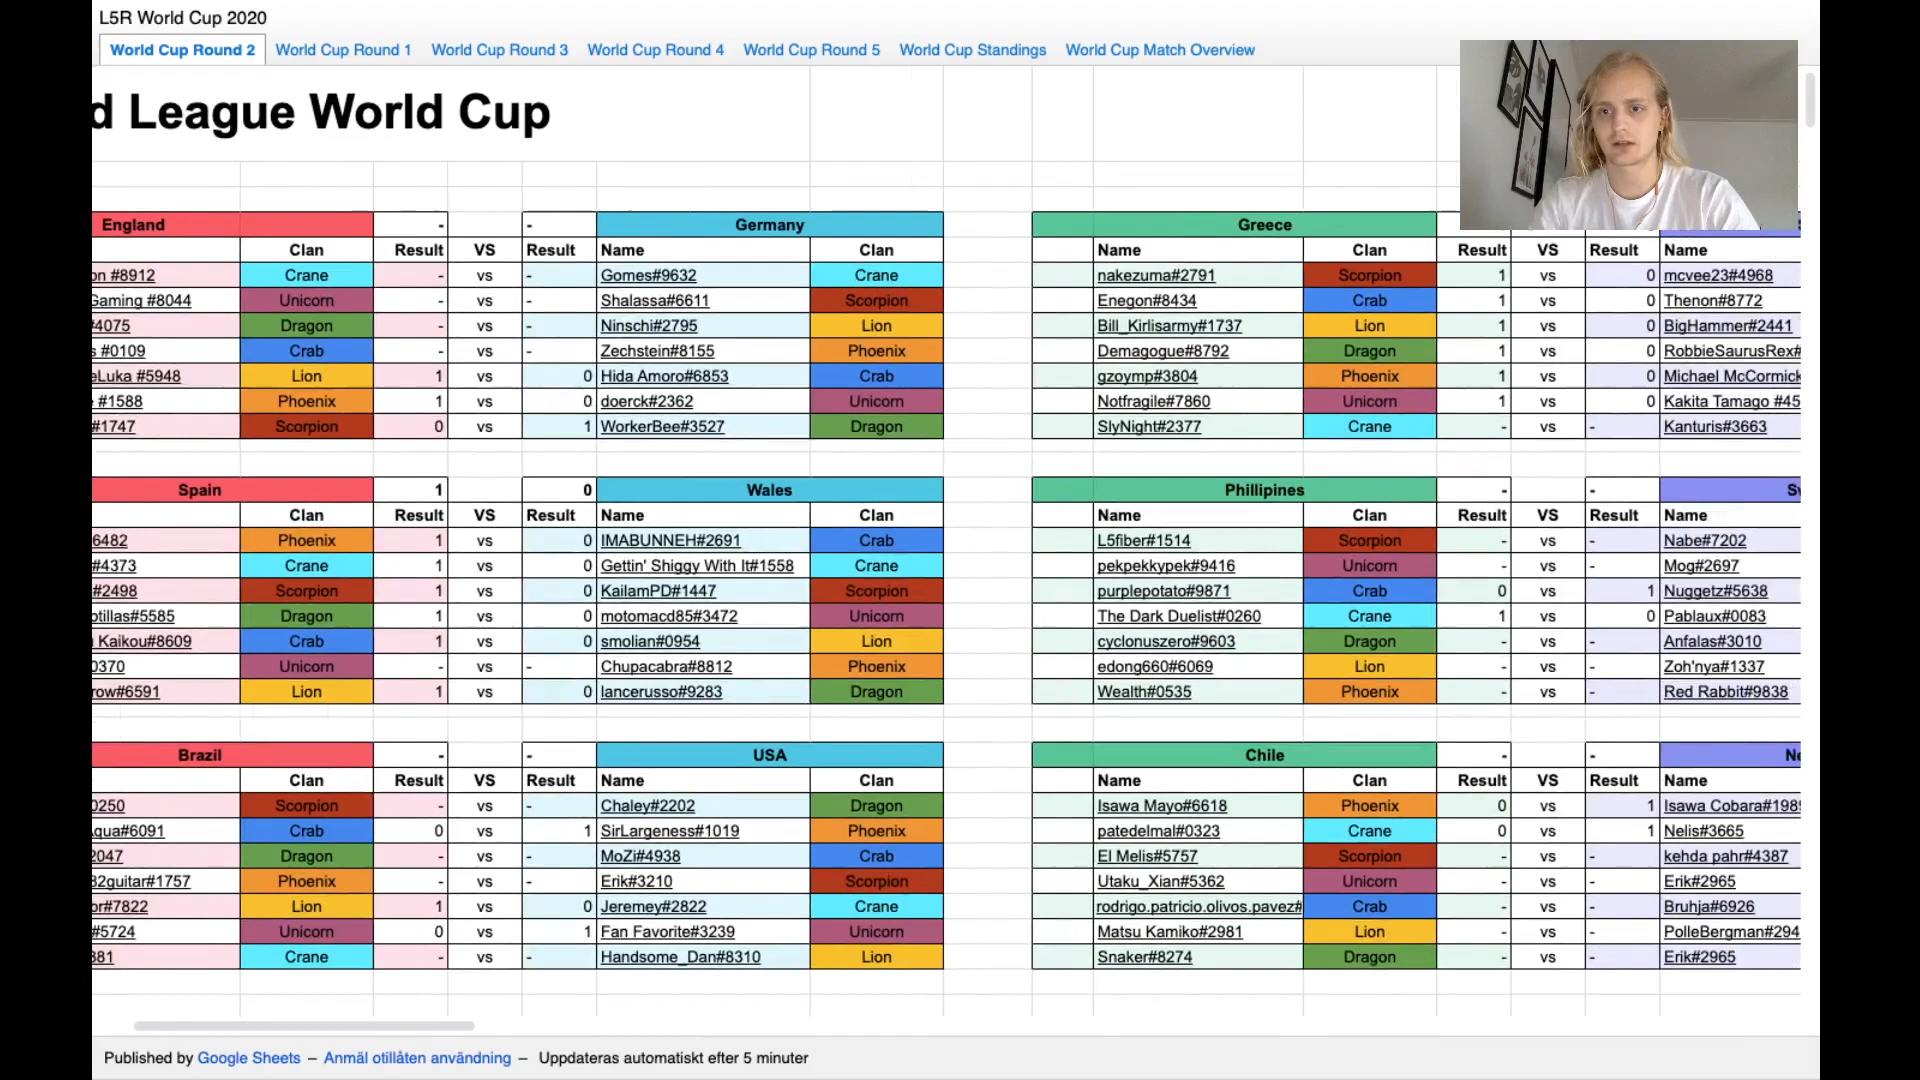 L5R World Cup 2020
World Cup Round 2 World Cup Round 1 World Cup Round 3 World Cup Round 4 World Cup Round 5 World Cup Standings World Cup Match Overview
d League World Cup
England - - Germany Greece
Clan Result VS Result Name Clan Name Clan Result VS Result Name
on #8912 Crane - vs - Gomes#9632 Crane nakezuma#2791 Scorpion 1 vs 0 mcvee23#4968
Gaming #8044 Unicorn - vs - Shalassa#6611 Scorpion Enegon#8434 Crab 1 vs 0 Thenon#8772
#4075 Dragon - vs - Ninschi#2795 Lion Bill_Kirlisarmy#1737 Lion 1 vs 0 BigHammer#2441
s #0109 Crab - vs - Zechstein#8155 Phoenix Demagogue#8792 Dragon 1 vs 0 RobbieSaurusRex#
eLuka #5948 Lion 1 vs 0 Hida Amoro#6853 Crab gzoymp#3804 Phoenix 1 vs 0 Michael McCormick
#1588 Phoenix 1 vs 0 doerck#2362 Unicorn Notfragile#7860 Unicorn 1 vs 0 Kakita Tamago #45
#1747 Scorpion 0 vs 1 WorkerBee#3527 Dragon SlyNight#2377 Crane - vs - Kanturis#3663
Spain 1 0 Wales Phillipines - - Sv
Clan Result VS Result Name Clan Name Clan Result VS Result Name
6482 Phoenix 1 vs 0 IMABUNNEH#2691 Crab L5fiber#1514 Scorpion - vs - Nabe#7202
#4373 Crane 1 vs 0 Gettin' Shiggy With It#1558 Crane pekpekkypek#9416 Unicorn - vs - Mog#2697
#2498 Scorpion 1 vs 0 KailamPD#1447 Scorpion purplepotato#9871 Crab 0 vs 1 Nuggetz#5638
otillas#5585 Dragon 1 vs 0 motomacd85#3472 Unicorn The Dark Duelist#0260 Crane 1 vs 0 Pablaux#0083
Kaikou#8609 Crab 1 vs 0 smolian#0954 Lion cyclonuszero#9603 Dragon - vs - Anfalas#3010
0370 Unicorn - vs - Chupacabra#8812 Phoenix edong660#6069 Lion - vs - Zoh'nya#1337
row#6591 Lion 1 vs 0 lancerusso#9283 Dragon Wealth#0535 Phoenix - vs - Red Rabbit#9838
Brazil - - USA Chile - - Ne
Clan Result VS Result Name Clan Name Clan Result VS Result Name
0250 Scorpion - vs - Chaley#2202 Dragon Isawa Mayo#6618 Phoenix 0 vs 1 Isawa Cobara#1989
Aqua#6091 Crab 0 vs 1 SirLargeness#1019 Phoenix patedelmal#0323 Crane 0 vs 1 Nelis#3665
2047 Dragon - vs - MoZi#4938 Crab El Melis#5757 Scorpion - vs - kehda pahr#4387
32guitar#1757 Phoenix - vs - Erik#3210 Scorpion Utaku_Xian#5362 Unicorn - vs - Erik#2965
or#7822 Lion 1 vs 0 Jeremey#2822 Crane rodrigo.patricio.olivos.pavez# Crab - vs - Bruhja#6926
#5724 Unicorn 0 vs 1 Fan Favorite#3239 Unicorn Matsu Kamiko#2981 Lion - vs - PolleBergman#294
381 Crane - vs - Handsome_Dan#8310 Lion Snaker#8274 Dragon - vs - Erik#2965
Published by Google Sheets – Anmäl otillåten användning – Uppdateras automatiskt efter 5 minuter